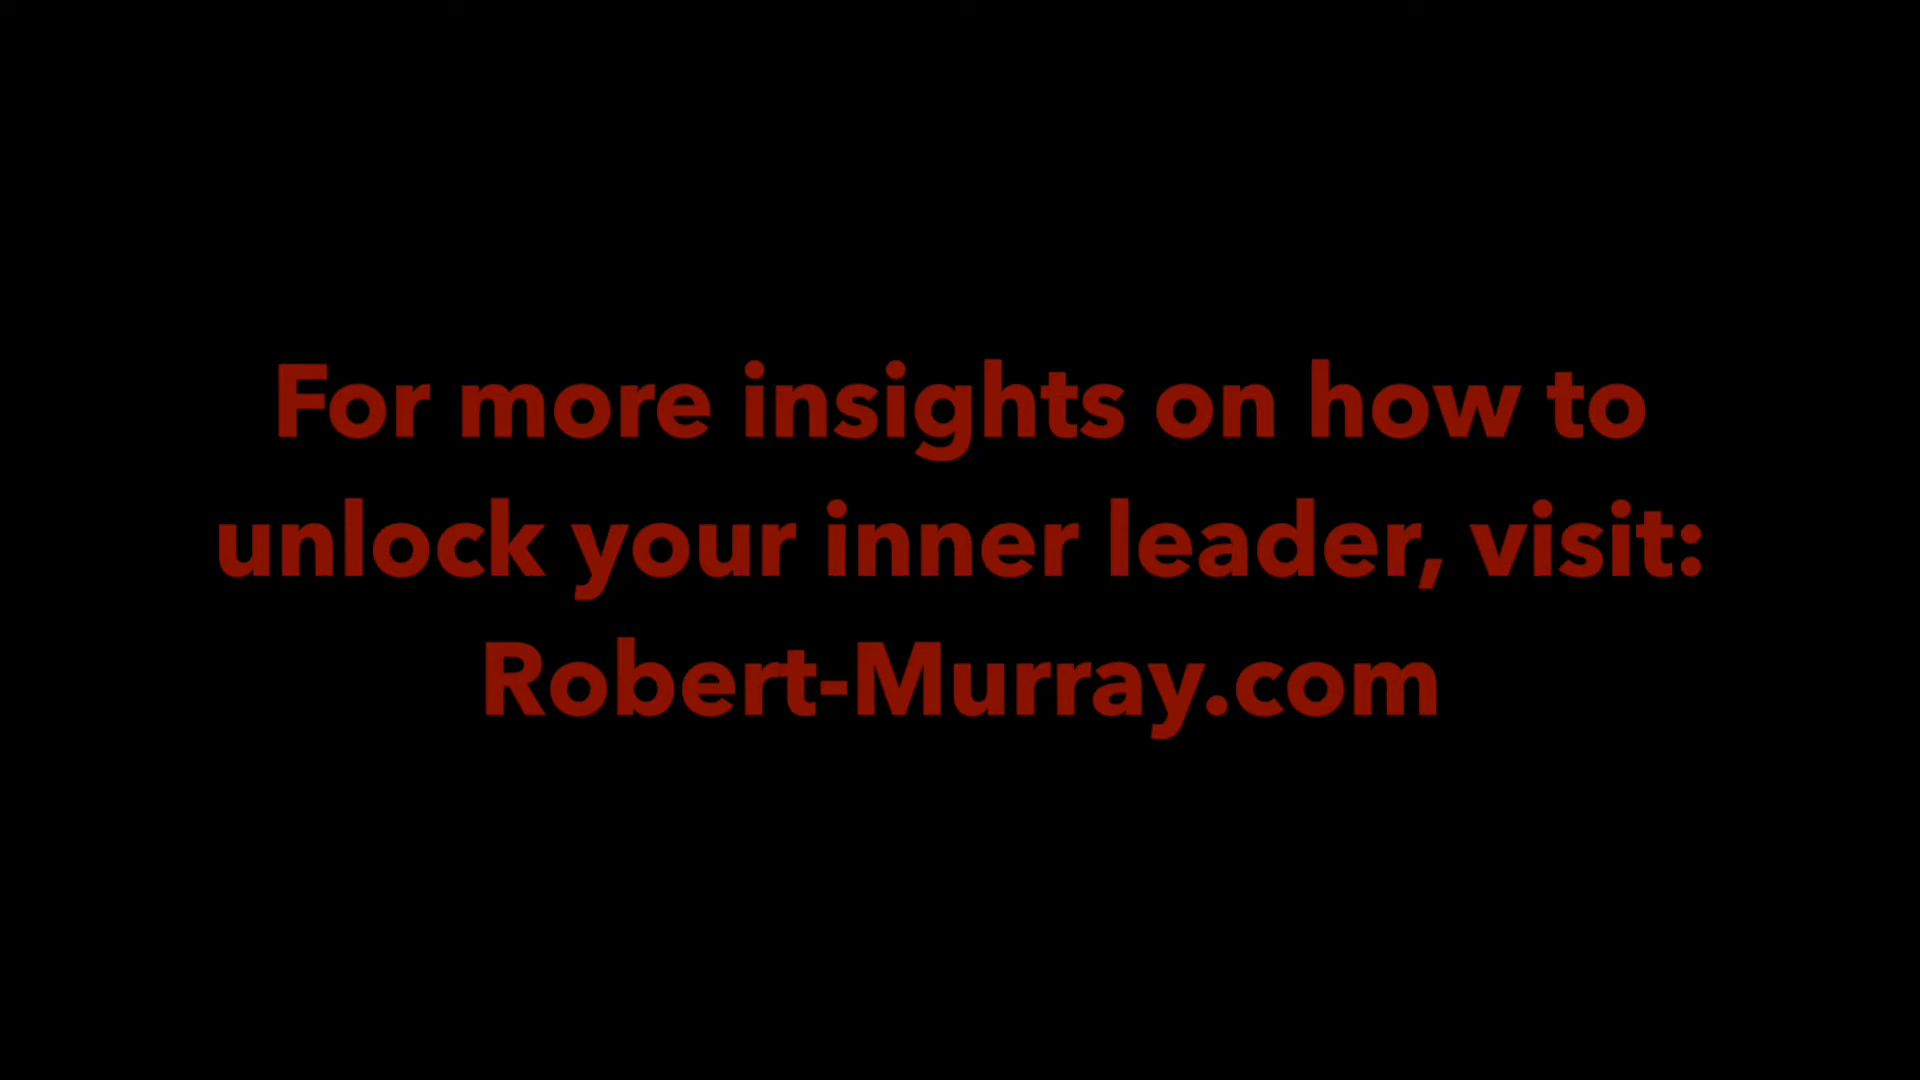 For more insights on how to
unlock your inner leader, visit:
Robert-Murray.com